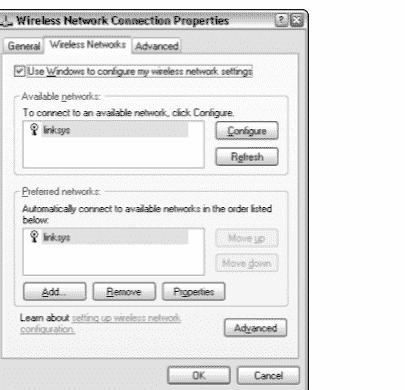 Wireless Network Connection Properties
General Wireless Networks Advanced
Use Windows to configure my wireless network settings
Available networks:
To connect to an available network, click Configure.
linksys
Configure
Refresh
Preferred networks:
Automatically connect to available networks in the order listed
below:
linksys
Move up
Move down
Add... Remove Properties
Learn about setting up wireless network
configuration.
Advanced
OK Cancel